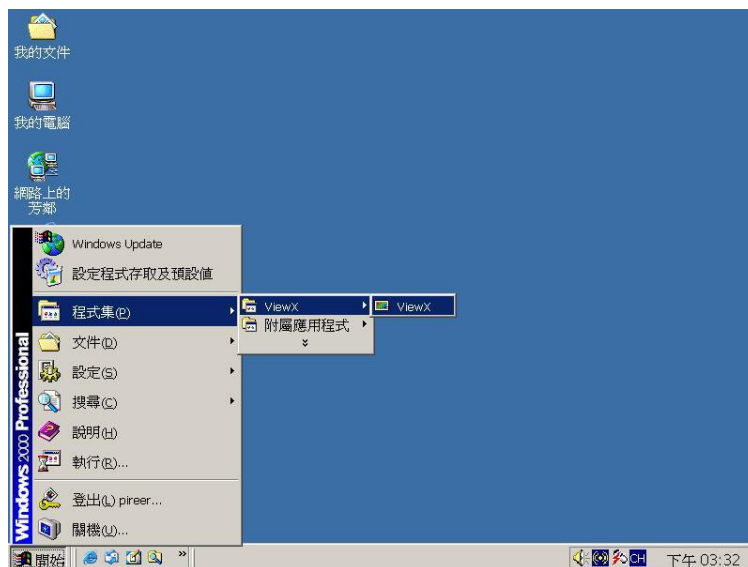 我的文件
我的電腦
網路上的
芳鄰
Windows Update
設定程式存取及預設值
程式集(P)
ViewX
ViewX
附屬應用程式
文件(D)
設定(S)
搜尋(C)
說明(H)
執行(R)...
登出(L) pireer...
關機(U)...
Windows 2000 Professional
開始
»
CH
下午 03:32